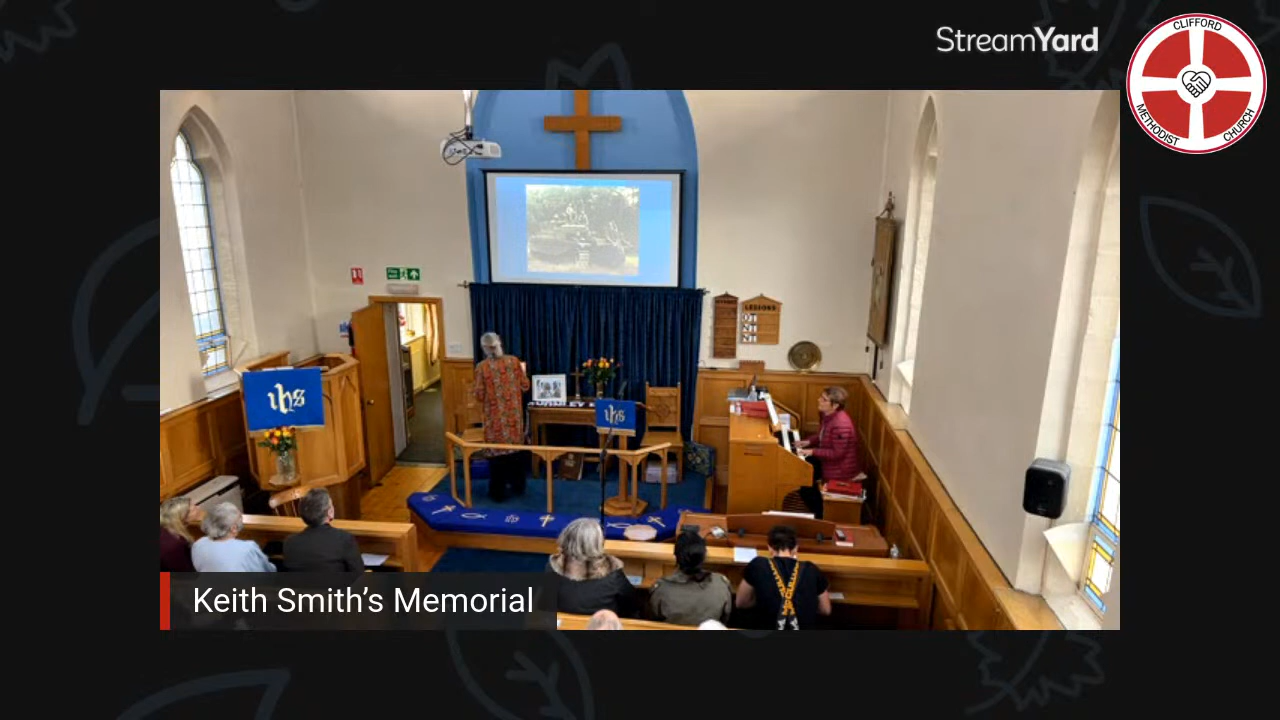 StreamYard
CLIFFORD
METHODIST
CHURCH
LESSONS
ihs
ihs
Keith Smith’s Memorial